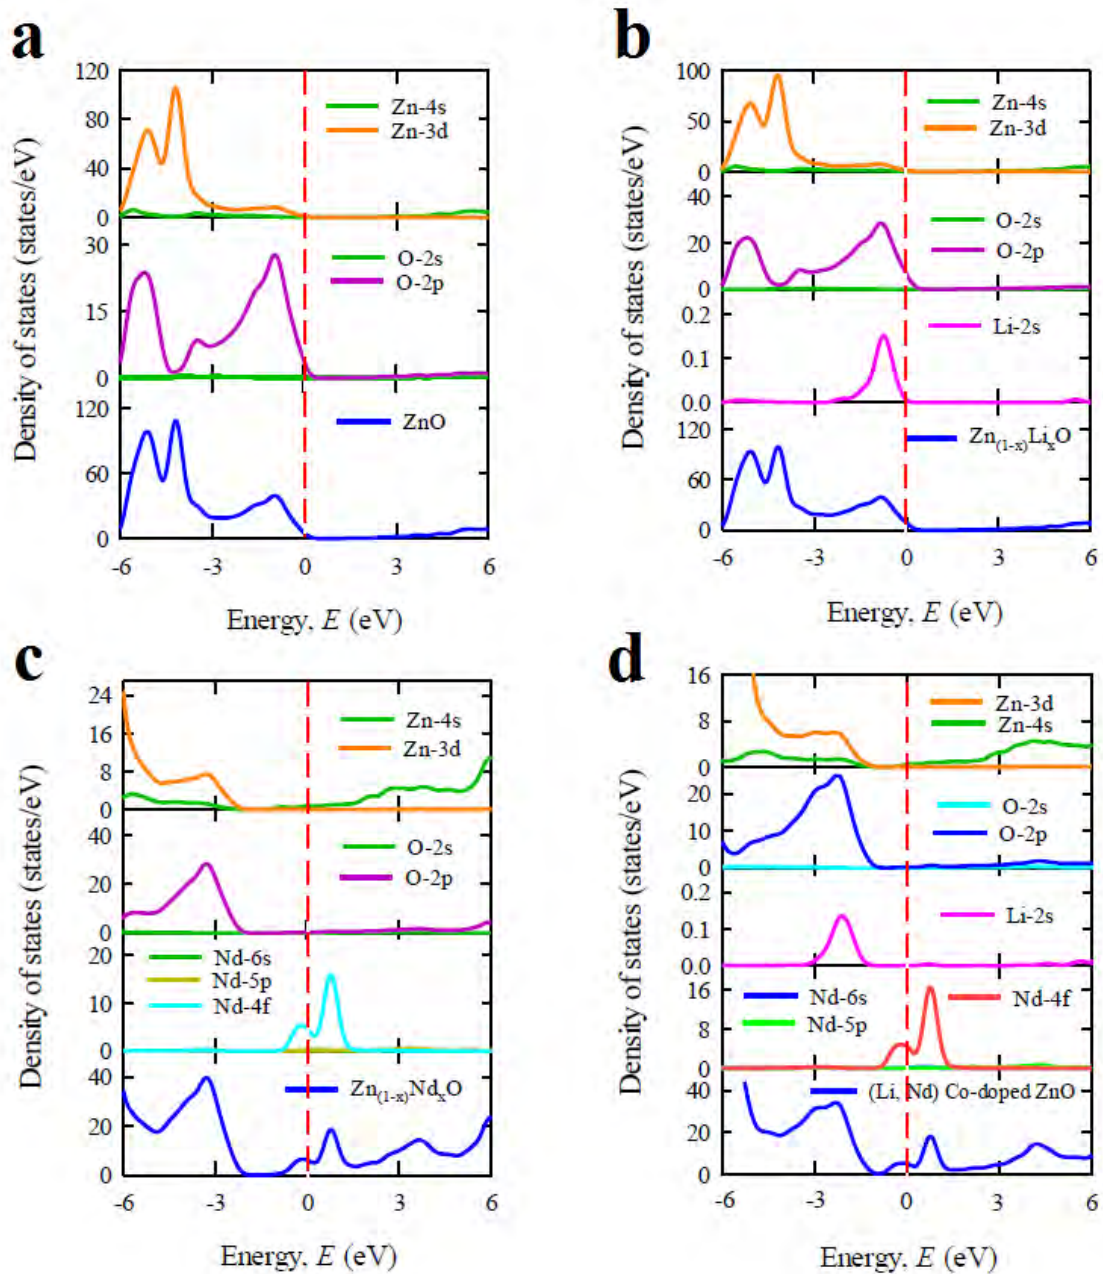 a
Density of states (states/eV)
120
80
40
0
Zn-4s
Zn-3d
30
15
0
O-2s
O-2p
120
60
0
ZnO
-6 -3 0 3 6
Energy, E (eV)
b
Density of states (states/eV)
100
50
0
Zn-4s
Zn-3d
40
20
0
O-2s
O-2p
0.2
0.1
0.0
Li-2s
120
60
0
Zn(1-x)LixO
-6 -3 0 3 6
Energy, E (eV)
c
Density of states (states/eV)
24
16
8
0
Zn-4s
Zn-3d
40
20
0
O-2s
O-2p
20
10
0
Nd-6s
Nd-5p
Nd-4f
40
20
0
Zn(1-x)NdxO
-6 -3 0 3 6
Energy, E (eV)
d
Density of states (states/eV)
16
8
0
Zn-3d
Zn-4s
20
10
0
O-2s
O-2p
0.2
0.1
0.0
Li-2s
16
8
0
Nd-6s Nd-4f
Nd-5p
40
20
0
(Li, Nd) Co-doped ZnO
-6 -3 0 3 6
Energy, E (eV)